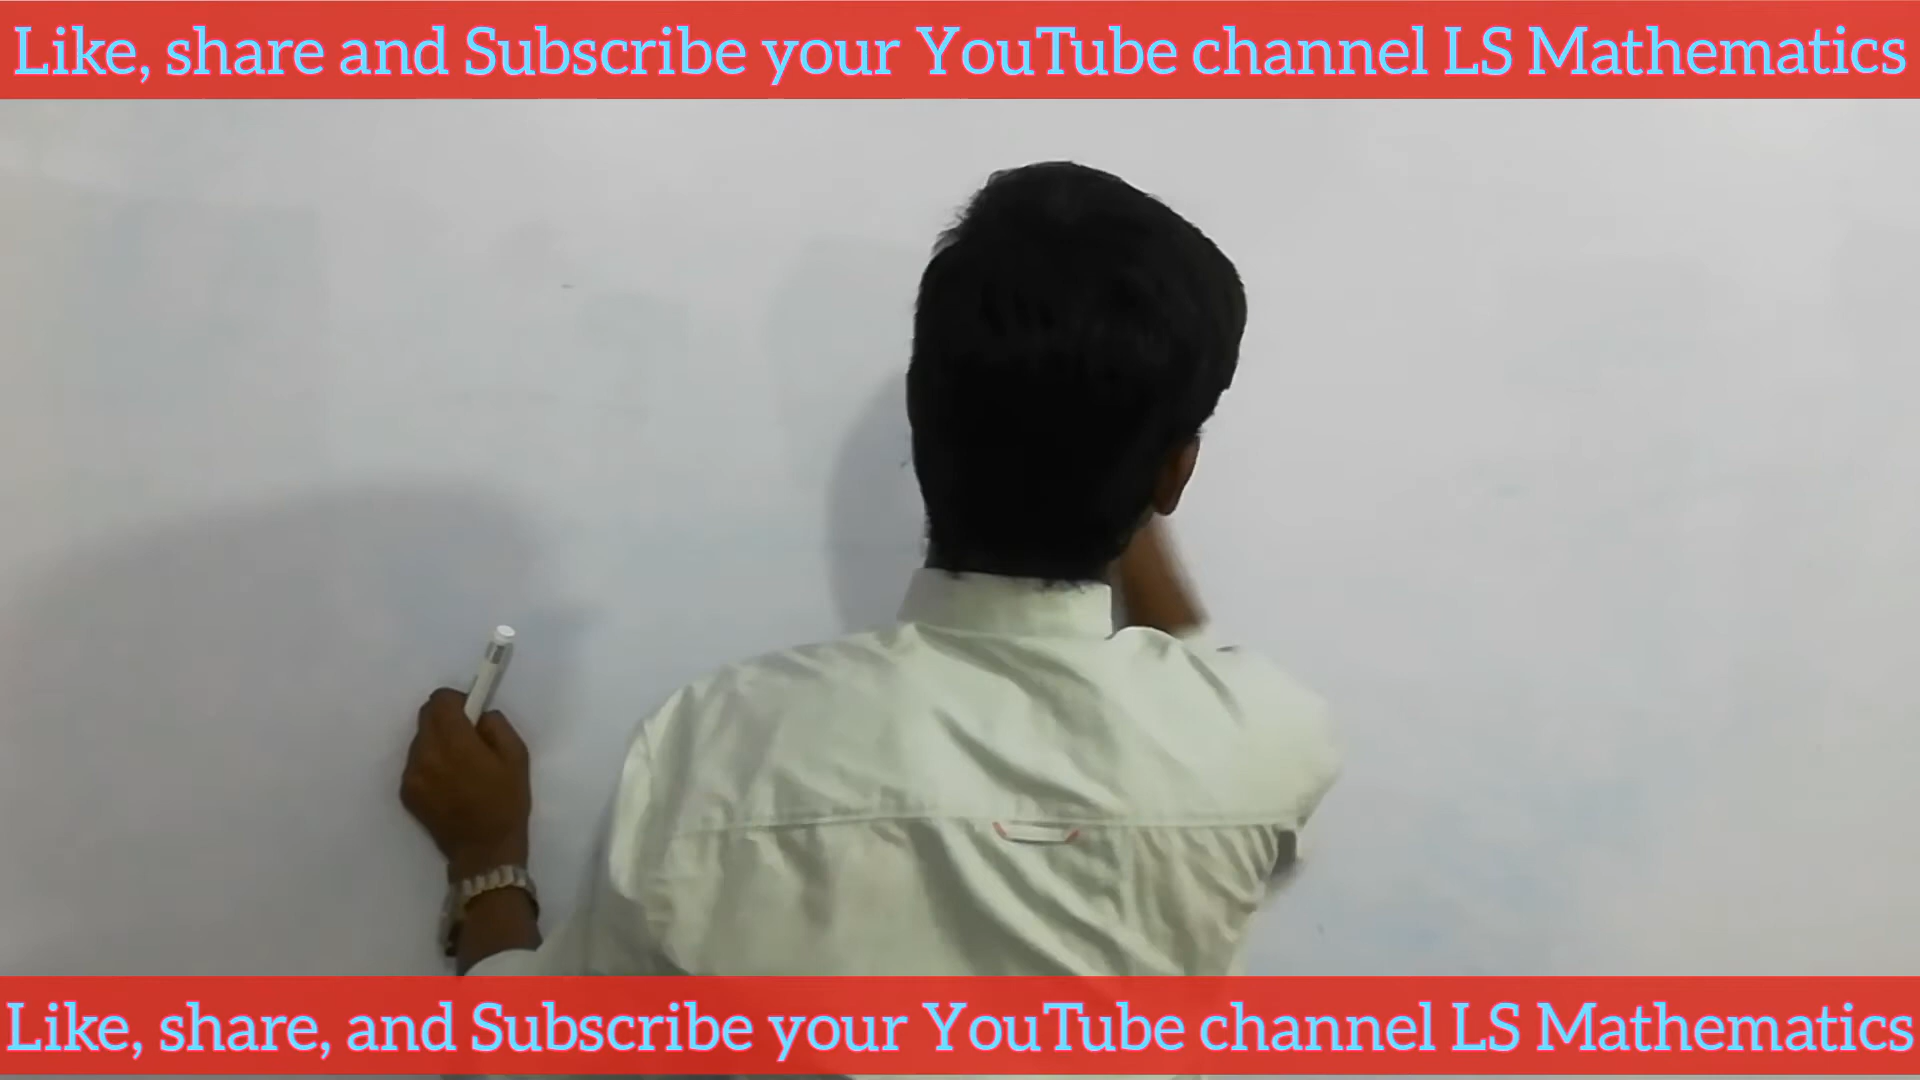 Like, share and Subscribe your YouTube channel LS Mathematics
Like, share, and Subscribe your YouTube channel LS Mathematics